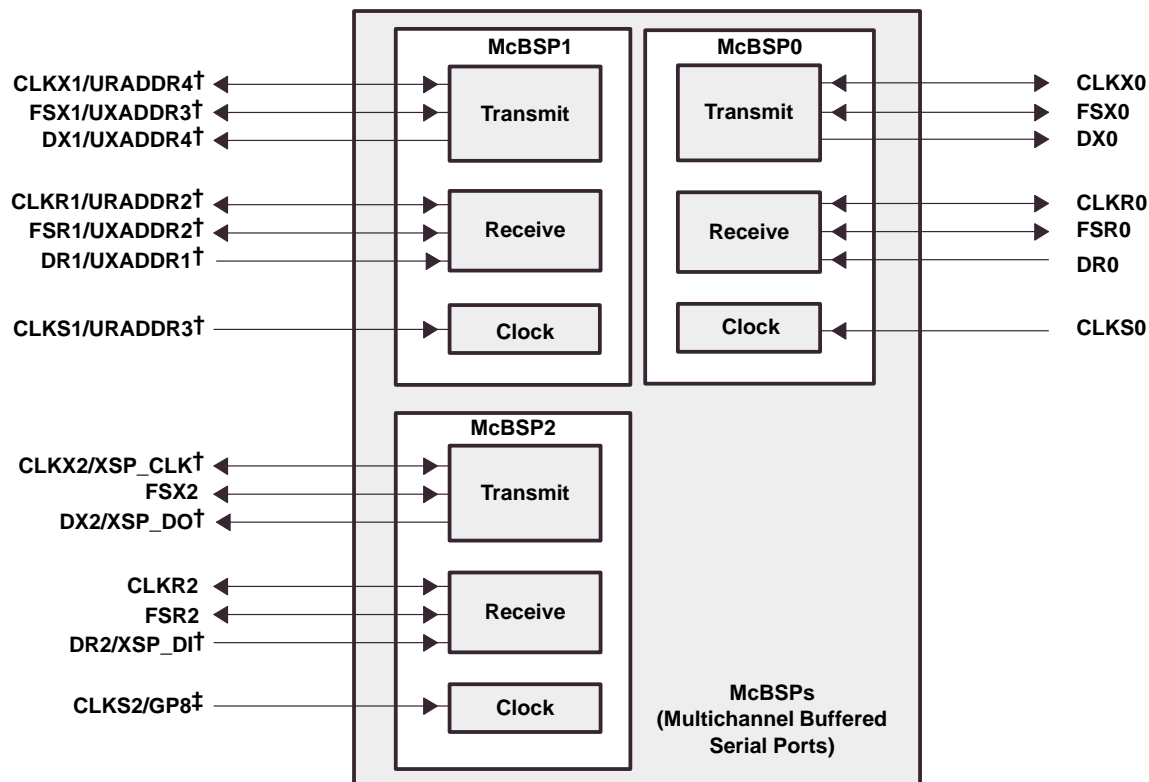 McBSP1
CLKX1/URADDR4†
FSX1/UXADDR3†
DX1/UXADDR4†
Transmit
CLKR1/URADDR2†
FSR1/UXADDR2†
DR1/UXADDR1†
Receive
CLKS1/URADDR3†
Clock
McBSP0
Transmit
CLKX0
FSX0
DX0
Receive
CLKR0
FSR0
DR0
Clock
CLKS0
McBSP2
CLKX2/XSP_CLK†
FSX2
DX2/XSP_DO†
Transmit
CLKR2
FSR2
DR2/XSP_DI†
Receive
CLKS2/GP8‡
Clock
McBSPs
(Multichannel Buffered
Serial Ports)